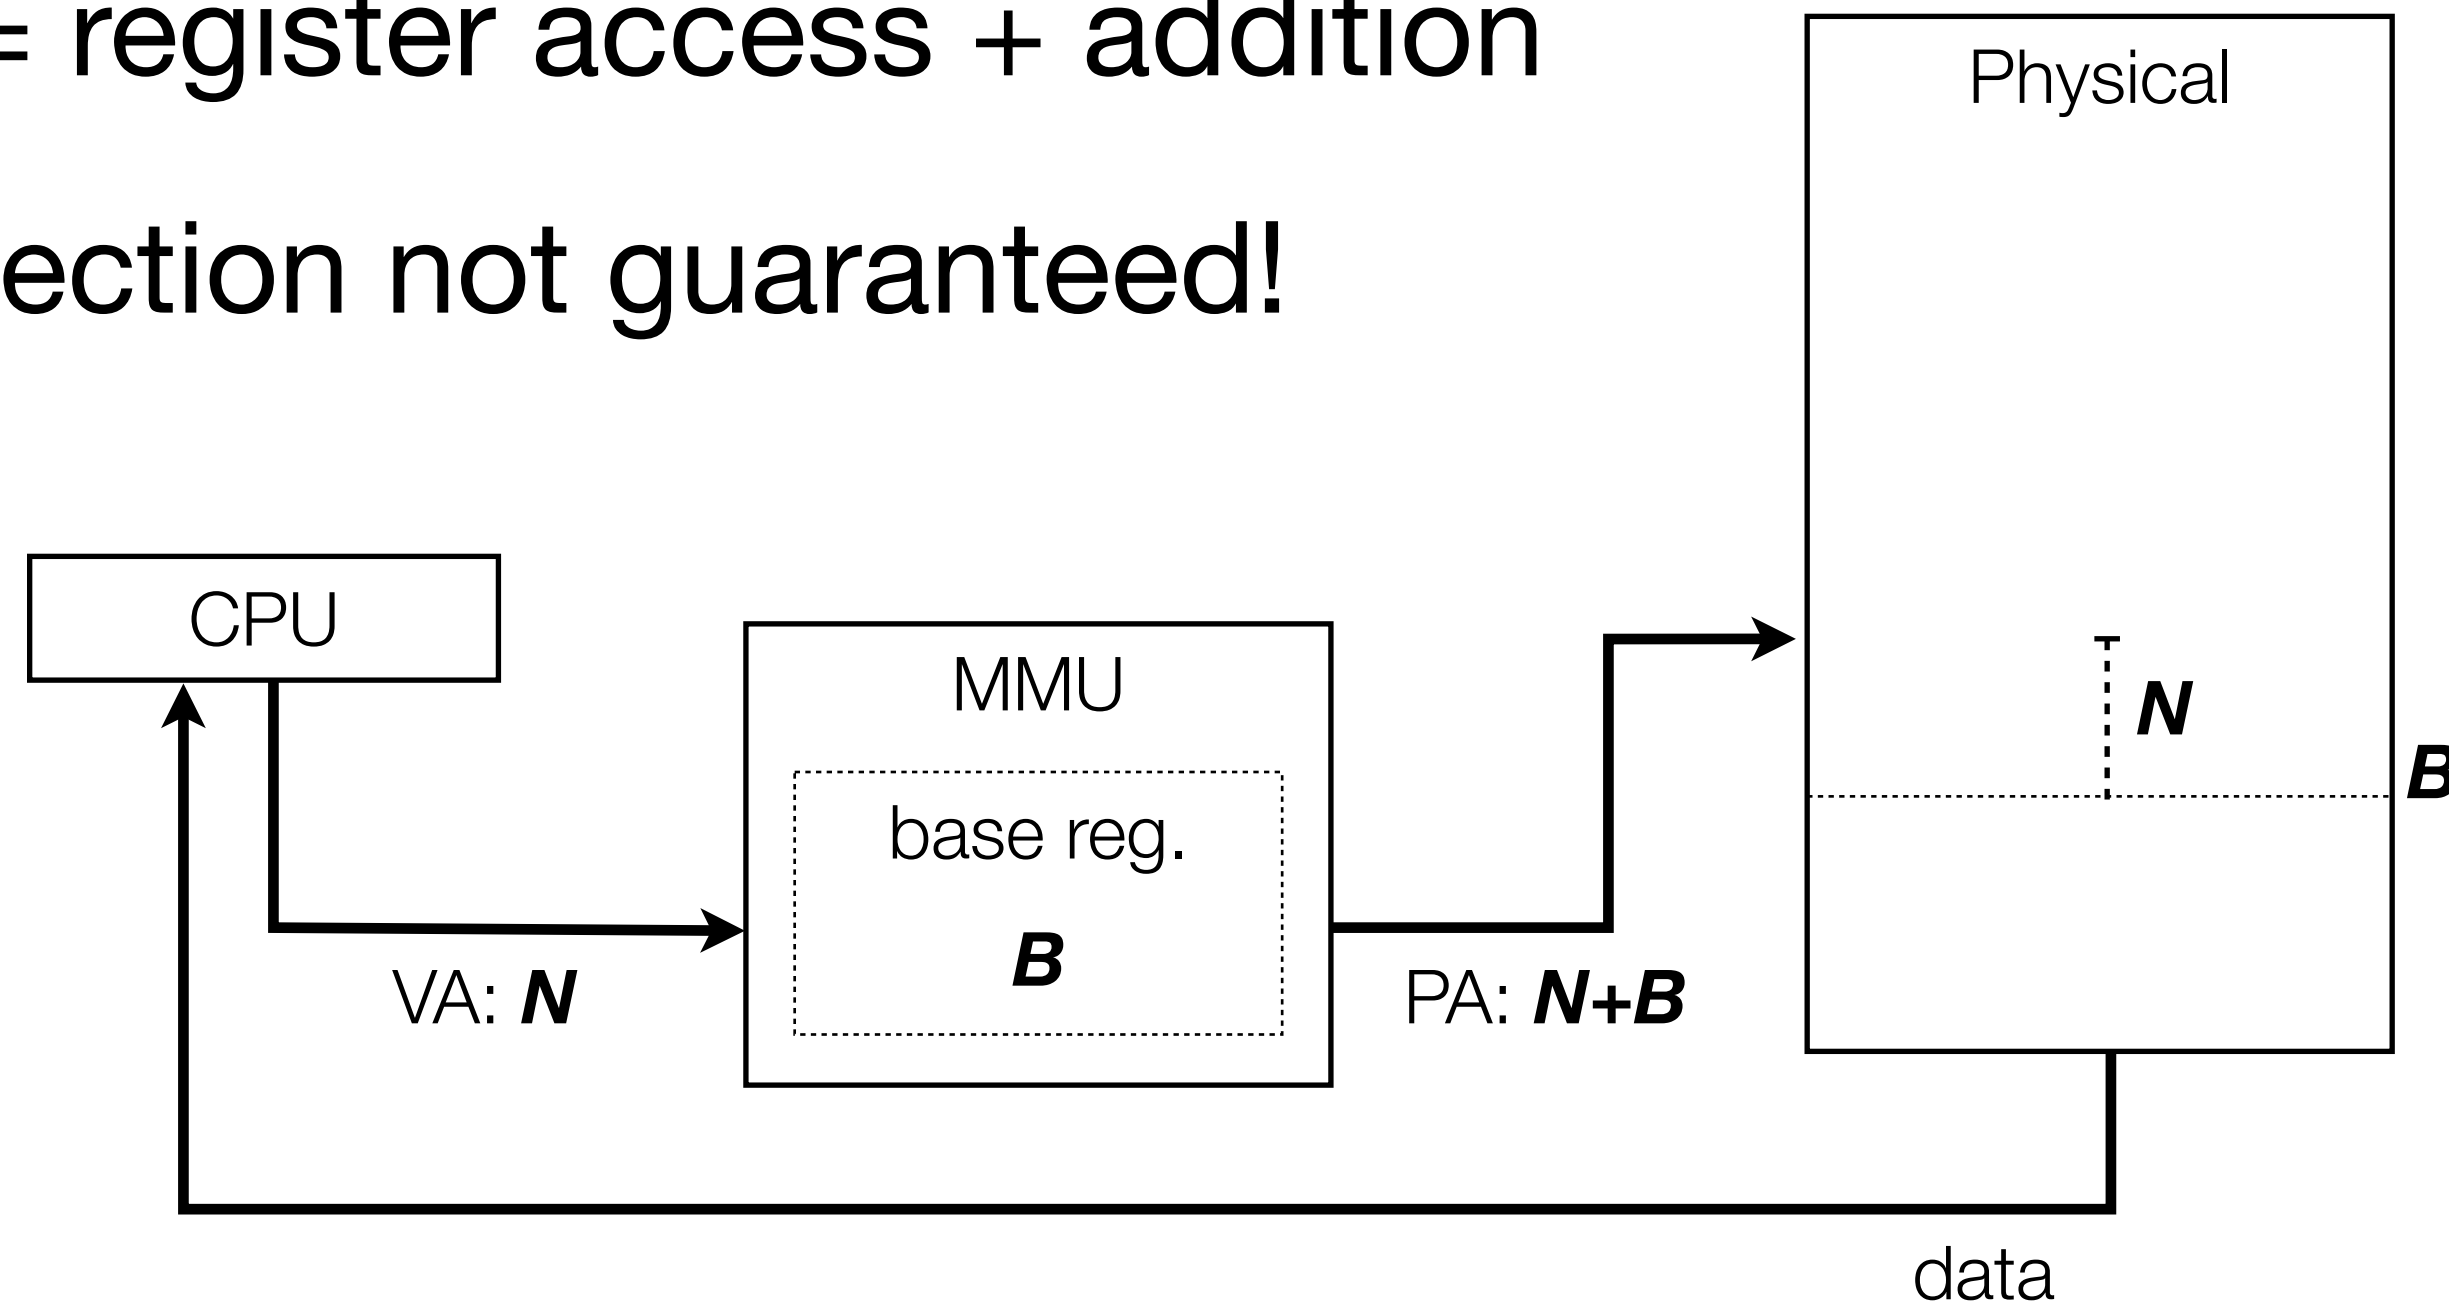 = register access + addition
ection not guaranteed!
Physical
CPU
MMU
N
B
base reg.
B
VA: N
PA: N+B
data